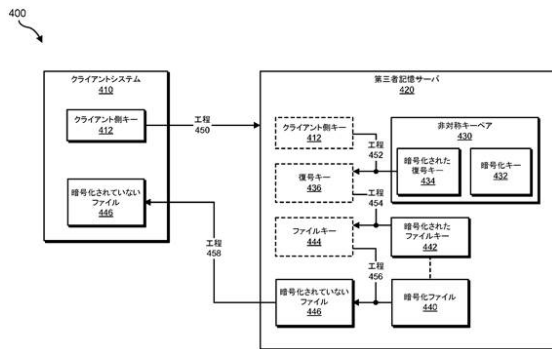 400
クライアントシステム
410
クライアント側キー
412
暗号化されていない
ファイル
446
工程
450
工程
458
第三者記憶サーバ
420
クライアント側キー
412
工程
452
復号キー
436
工程
454
ファイルキー
444
工程
456
暗号化されていない
ファイル
446
非対称キーペア
430
暗号化された
復号キー
434
暗号化キー
432
暗号化された
ファイルキー
442
暗号化ファイル
440